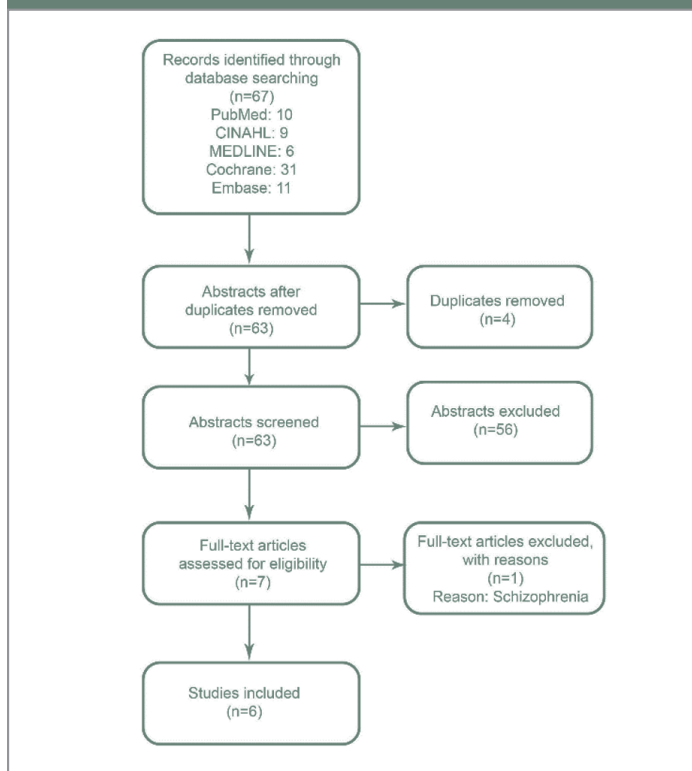 Records identified through
database searching
(n=67)
PubMed: 10
CINAHL: 9
MEDLINE: 6
Cochrane: 31
Embase: 11
Abstracts after
duplicates removed
(n=63)
Duplicates removed
(n=4)
Abstracts screened
(n=63)
Abstracts excluded
(n=56)
Full-text articles
assessed for eligibility
(n=7)
Full-text articles excluded,
with reasons
(n=1)
Reason: Schizophrenia
Studies included
(n=6)